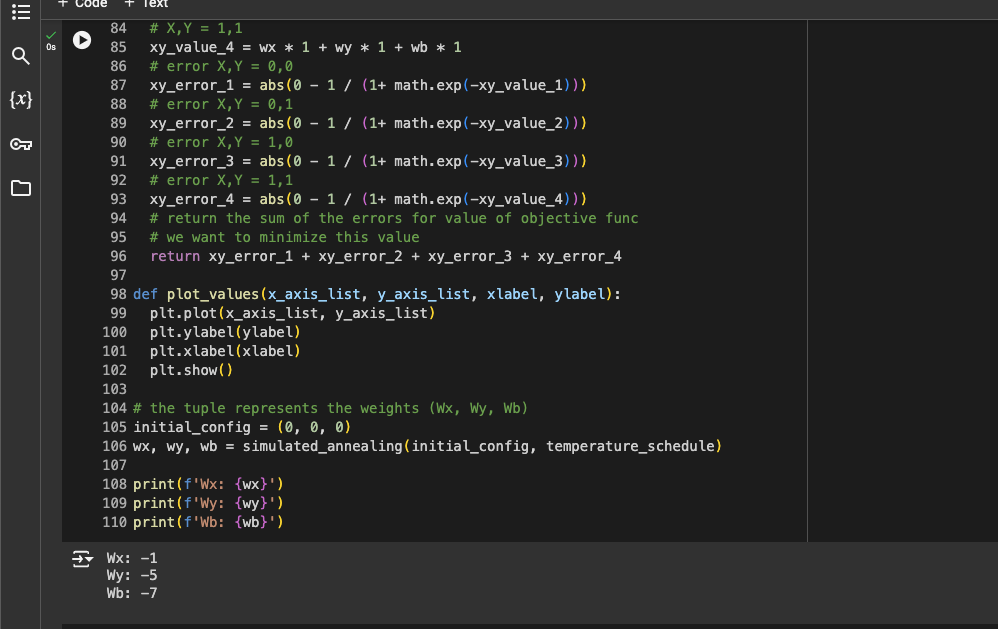 + Code + Text
0s
{x}
84 # X,Y = 1,1
85 xy_value_4 = wx * 1 + wy * 1 + wb * 1
86 # error X,Y = 0,0
87 xy_error_1 = abs(0 - 1 / (1+ math.exp(-xy_value_1)))
88 # error X,Y = 0,1
89 xy_error_2 = abs(0 - 1 / (1+ math.exp(-xy_value_2)))
90 # error X,Y = 1,0
91 xy_error_3 = abs(0 - 1 / (1+ math.exp(-xy_value_3)))
92 # error X,Y = 1,1
93 xy_error_4 = abs(0 - 1 / (1+ math.exp(-xy_value_4)))
94 # return the sum of the errors for value of objective func
95 # we want to minimize this value
96 return xy_error_1 + xy_error_2 + xy_error_3 + xy_error_4
97
98 def plot_values(x_axis_list, y_axis_list, xlabel, ylabel):
99 plt.plot(x_axis_list, y_axis_list)
100 plt.ylabel(ylabel)
101 plt.xlabel(xlabel)
102 plt.show()
103
104 # the tuple represents the weights (Wx, Wy, Wb)
105 initial_config = (0, 0, 0)
106 wx, wy, wb = simulated_annealing(initial_config, temperature_schedule)
107
108 print(f'Wx: {wx}')
109 print(f'Wy: {wy}')
110 print(f'Wb: {wb}')
Wx: -1
Wy: -5
Wb: -7